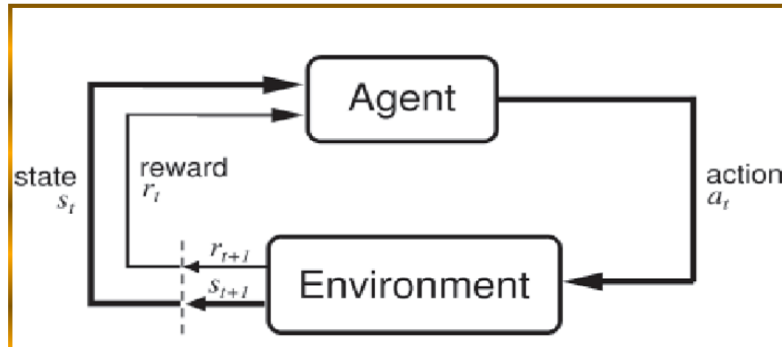 Agent
state
s_t
reward
r_t
action
a_t
r_{t+1}
s_{t+1}
Environment